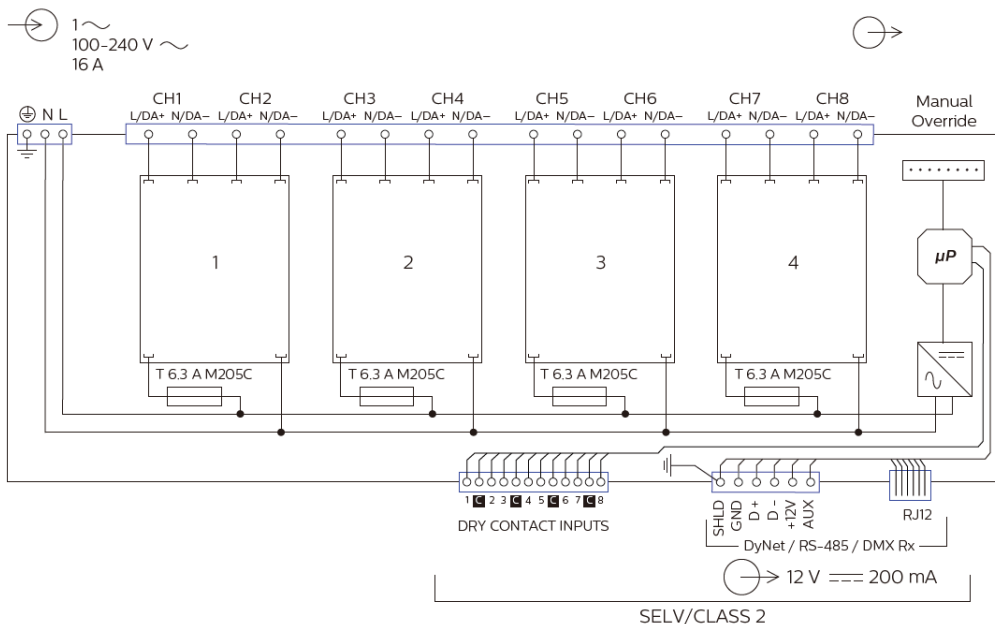 1
100-240 V
16 A
N L
CH1 CH2 CH3 CH4 CH5 CH6 CH7 CH8
L/DA+ N/DA- L/DA+ N/DA- L/DA+ N/DA- L/DA+ N/DA- L/DA+ N/DA- L/DA+ N/DA- L/DA+ N/DA- L/DA+ N/DA-
Manual
Override
1 2 3 4
µP
T 6.3 A M205C T 6.3 A M205C T 6.3 A M205C T 6.3 A M205C
1 C 2 3 C 4 5 C 6 7 C 8
DRY CONTACT INPUTS
SHLD
GND
D +
D -
+12V
AUX
RJ12
DyNet / RS-485 / DMX Rx
12 V 200 mA
SELV/CLASS 2